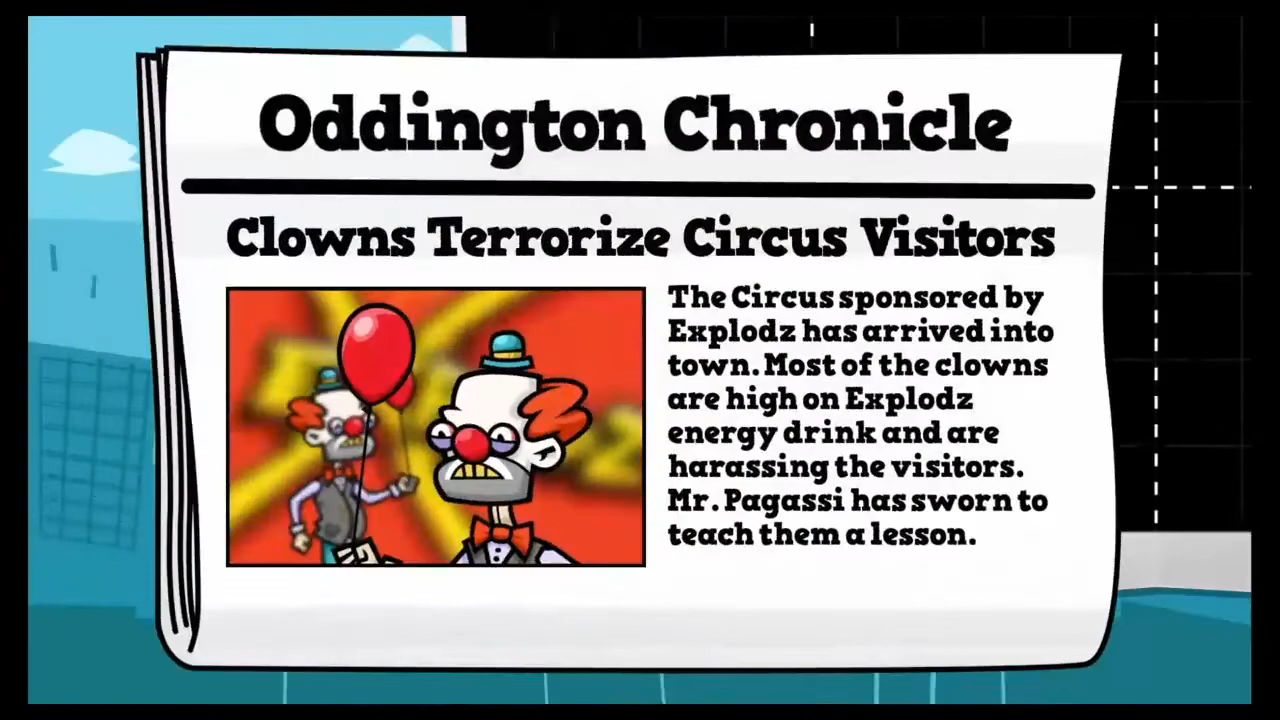 Oddington Chronicle
Clowns Terrorize Circus Visitors
The Circus sponsored by
Explodz has arrived into
town. Most of the clowns
are high on Explodz
energy drink and are
harassing the visitors.
Mr. Pagassi has sworn to
teach them a lesson.